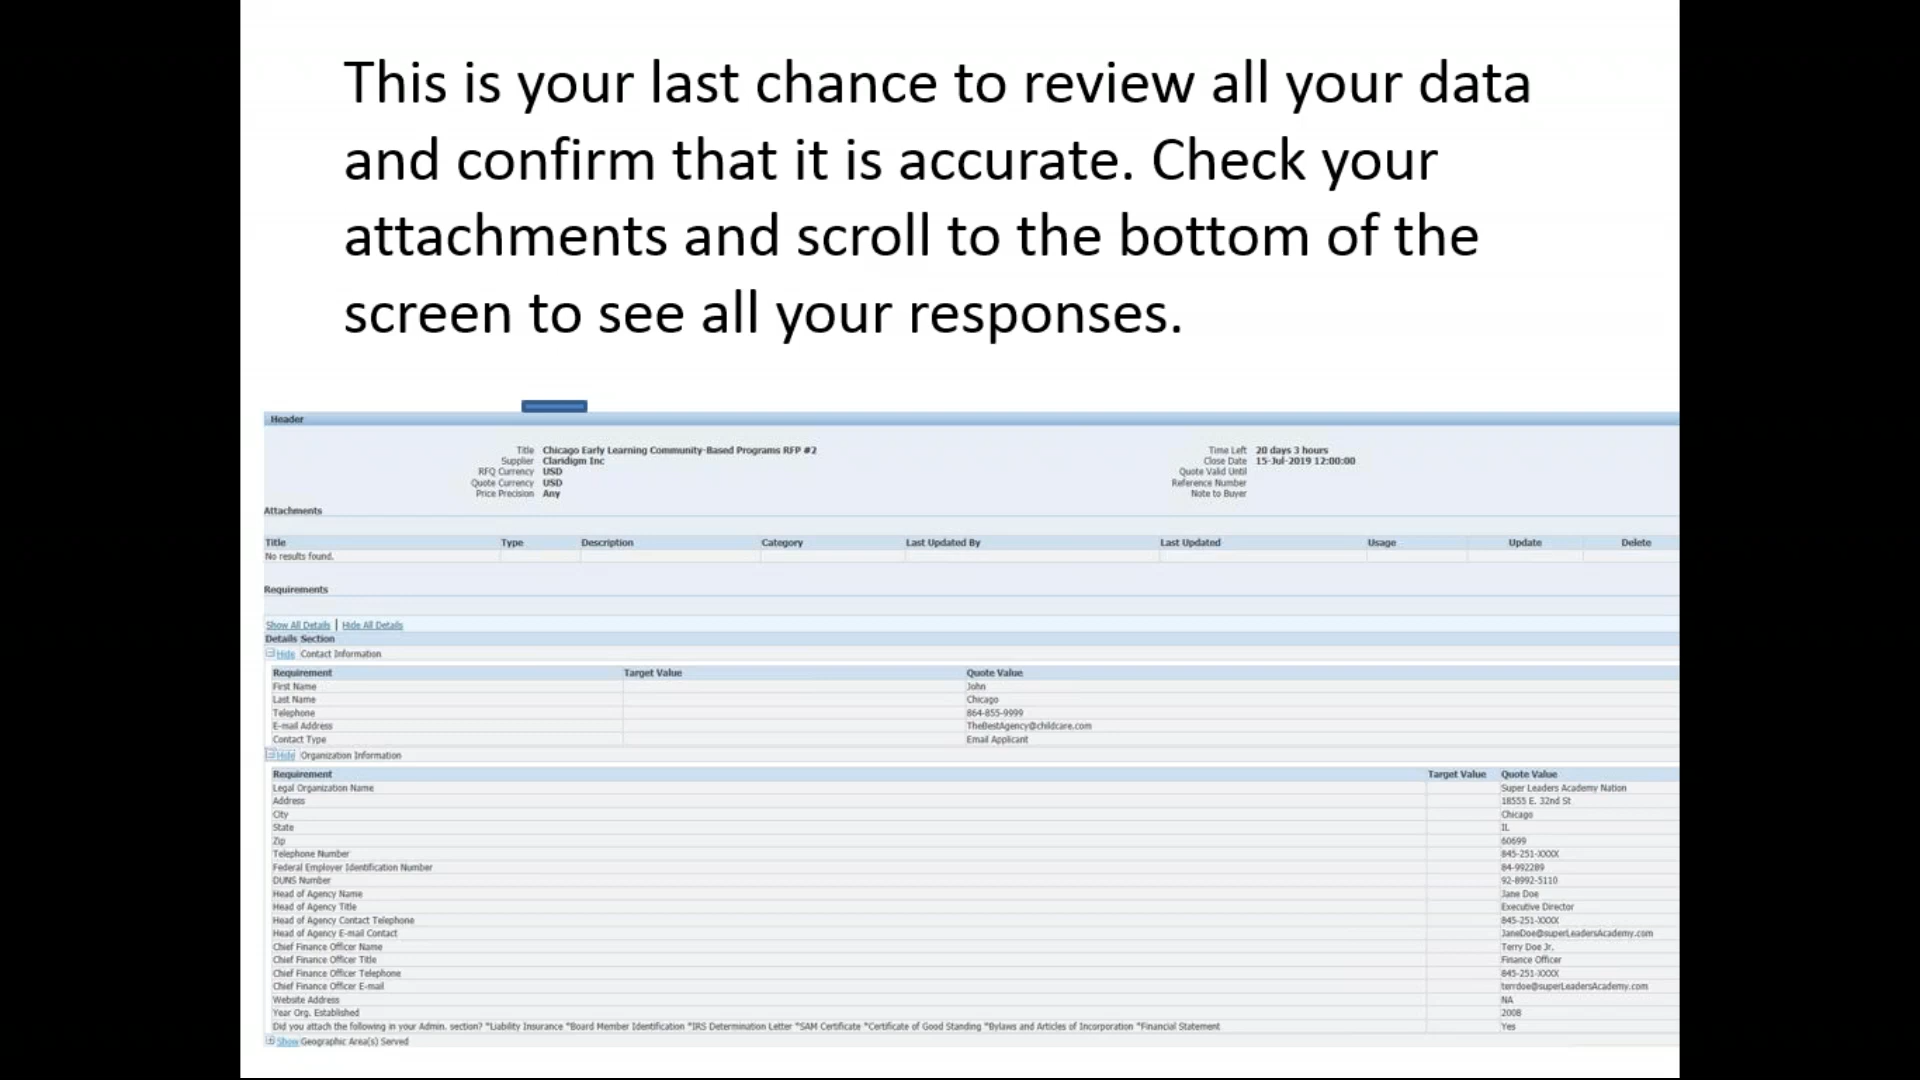 This is your last chance to review all your data
and confirm that it is accurate. Check your
attachments and scroll to the bottom of the
screen to see all your responses.
Header
Title Chicago Early Learning Community-Based Programs RFP #2
Supplier Claridigm Inc
RFQ Currency USD
Quote Currency USD
Price Precision Any
Time Left 20 days 3 hours
Close Date 15-Jul-2019 12:00:00
Quote Valid Until
Reference Number
Note to Buyer
Attachments
Title Type Description Category Last Updated By Last Updated Usage Update Delete
No results found.
Requirements
Show All Details | Hide All Details
Details Section
Hide Contact Information
Requirement Target Value Quote Value
First Name John
Last Name Chicago
Telephone 864-855-9999
E-mail Address TheBestAgency@childcare.com
Contact Type Email Applicant
Hide Organization Information
Requirement Target Value Quote Value
Legal Organization Name Super Leaders Academy Nation
Address 18555 E. 32nd St
City Chicago
State IL
Zip 60699
Telephone Number 845-251-XXXX
Federal Employer Identification Number 84-992289
DUNS Number 92-8992-5110
Head of Agency Name Jane Doe
Head of Agency Title Executive Director
Head of Agency Contact Telephone 845-251-XXXX
Head of Agency E-mail Contact JaneDoe@superLeadersAcademy.com
Chief Finance Officer Name Terry Doe Jr.
Chief Finance Officer Title Finance Officer
Chief Finance Officer Telephone 845-251-XXXX
Chief Finance Officer E-mail terrdoe@superLeadersAcademy.com
Website Address NA
Year Org. Established 2008
Did you attach the following in your Admin. section? *Liability Insurance *Board Member Identification *IRS Determination Letter *SAM Certificate *Certificate of Good Standing *Bylaws and Articles of Incorporation *Financial Statement Yes
Show Geographic Area(s) Served